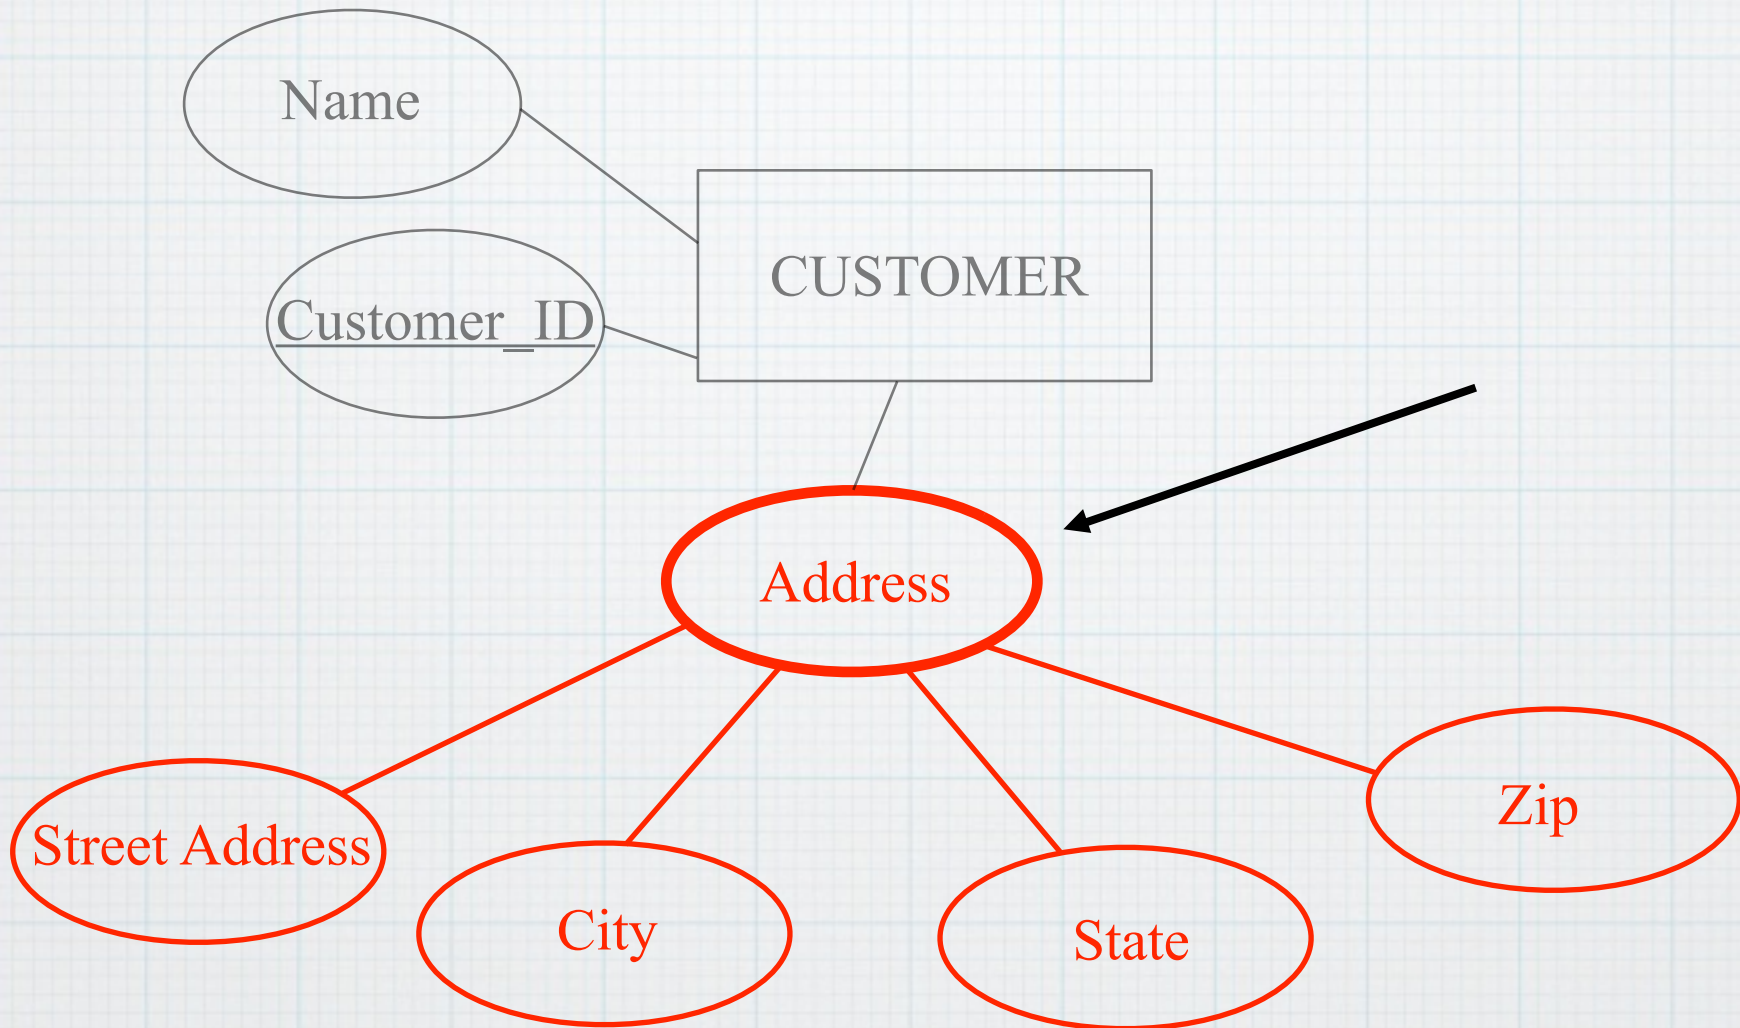 Name
CUSTOMER
Customer_ID
Address
Street Address
City
State
Zip